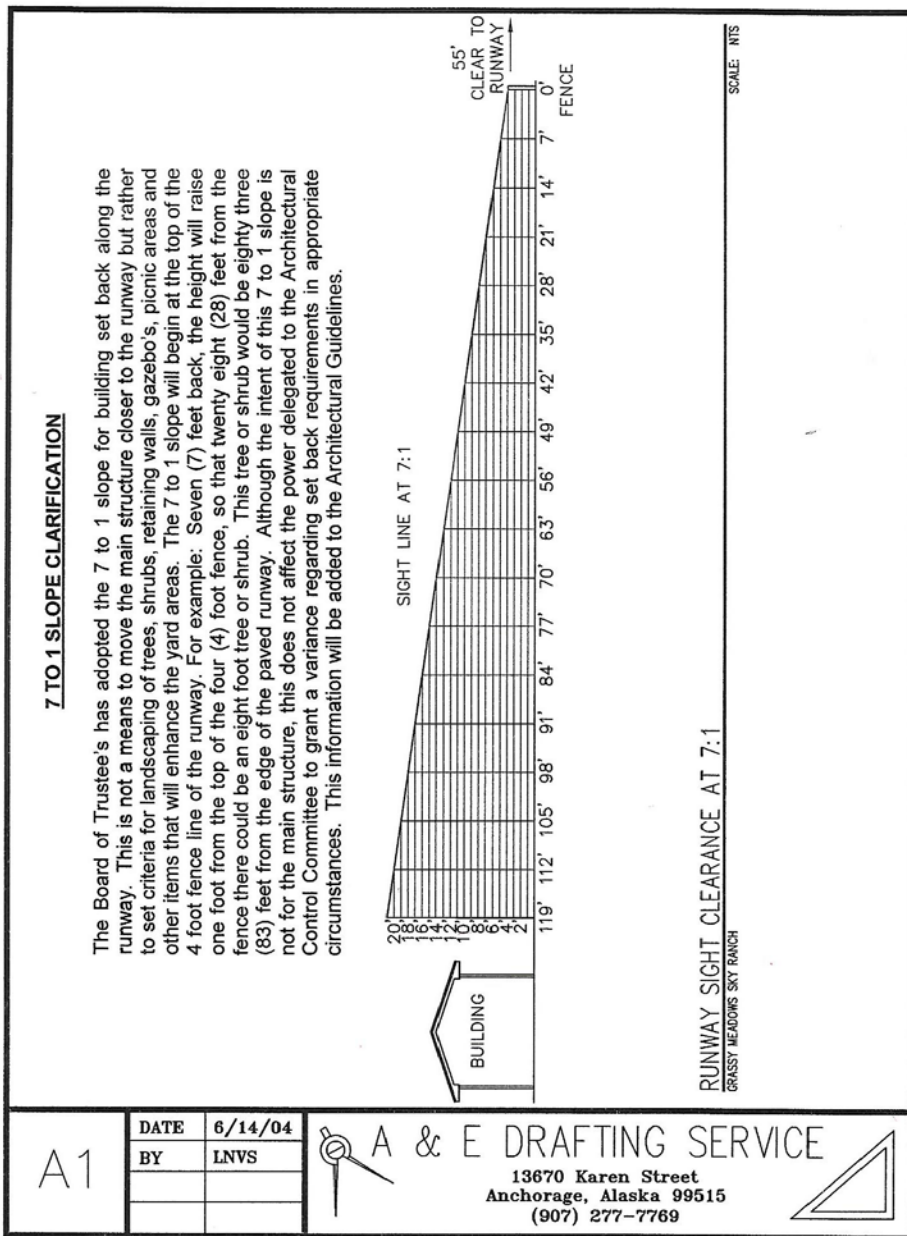 7 TO 1 SLOPE CLARIFICATION
The Board of Trustee's has adopted the 7 to 1 slope for building set back along the
runway. This is not a means to move the main structure closer to the runway but rather
to set criteria for landscaping of trees, shrubs, retaining walls, gazebo's, picnic areas and
other items that will enhance the yard areas. The 7 to 1 slope will begin at the top of the
4 foot fence line of the runway. For example: Seven (7) feet back, the height will raise
one foot from the top of the four (4) foot fence, so that twenty eight (28) feet from the
fence there could be an eight foot tree or shrub. This tree or shrub would be eighty three
(83) feet from the edge of the paved runway. Although the intent of this 7 to 1 slope is
not for the main structure, this does not affect the power delegated to the Architectural
Control Committee to grant a variance regarding set back requirements in appropriate
circumstances. This information will be added to the Architectural Guidelines.
SIGHT LINE AT 7:1
55'
CLEAR TO
RUNWAY
BUILDING
20'
18'
16'
14'
12'
10'
8'
6'
4'
2'
119' 112' 105' 98' 91' 84' 77' 70' 63' 56' 49' 42' 35' 28' 21' 14' 7' 0'
FENCE
RUNWAY SIGHT CLEARANCE AT 7:1
GRASSY MEADOWS SKY RANCH
SCALE: NTS
A1
DATE 6/14/04
BY LNVS
A & E DRAFTING SERVICE
13670 Karen Street
Anchorage, Alaska 99515
(907) 277-7769